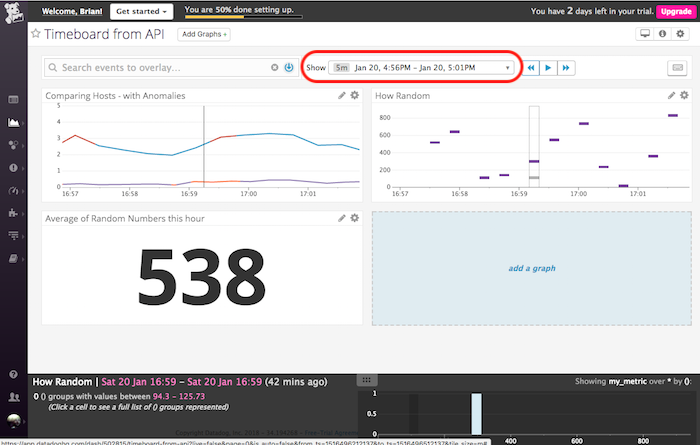 Welcome, Brian!
Get started
You are 50% done setting up.
You have 2 days left in your trial.
Upgrade
Timeboard from API
Add Graphs +
Search events to overlay...
Show
5m
Jan 20, 4:56PM – Jan 20, 5:01PM
Comparing Hosts - with Anomalies
5
4
3
2
1
0
16:57
16:58
16:59
17:00
17:01
How Random
800
600
400
200
0
16:57
16:58
16:59
17:00
17:01
Average of Random Numbers this hour
538
add a graph
How Random | Sat 20 Jan 16:59 – Sat 20 Jan 16:59 (42 mins ago)
0 () groups with values between 94.3 – 125.73
(Click a cell to see a full list of () groups represented)
Showing my_metric over * by ():
1
0.5
0
200
400
600
800